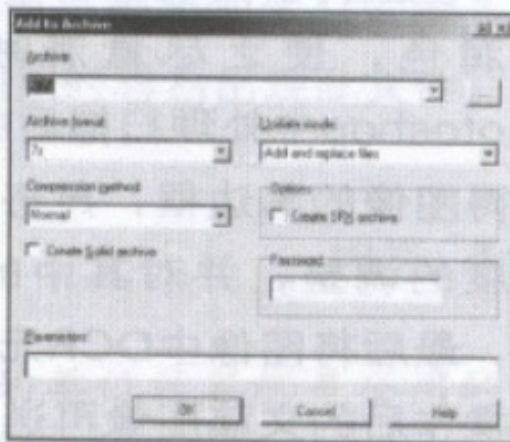 Add to Archive
Archive:
...
Archive format:
Update mode:
7z
Add and replace files
Compression method:
Options
Normal
Create SFX archive
Create Solid archive
Password
Parameters:
OK
Cancel
Help